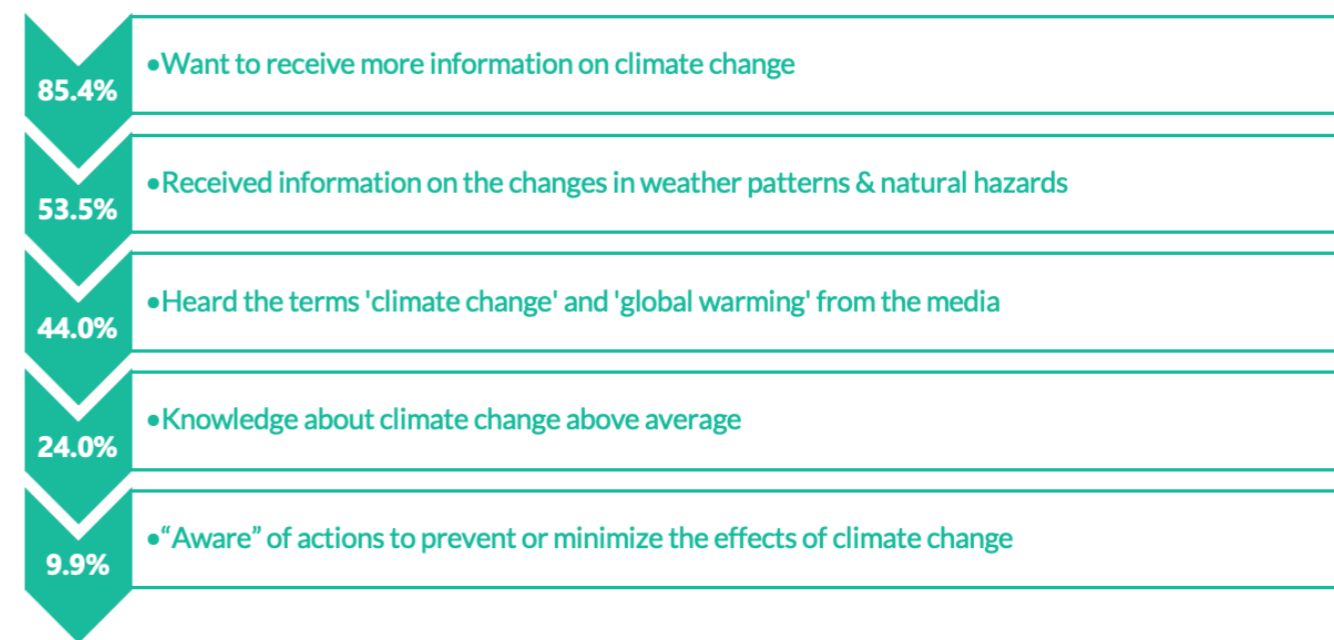 85.4%
•Want to receive more information on climate change
53.5%
•Received information on the changes in weather patterns & natural hazards
44.0%
•Heard the terms 'climate change' and 'global warming' from the media
24.0%
•Knowledge about climate change above average
9.9%
•“Aware” of actions to prevent or minimize the effects of climate change